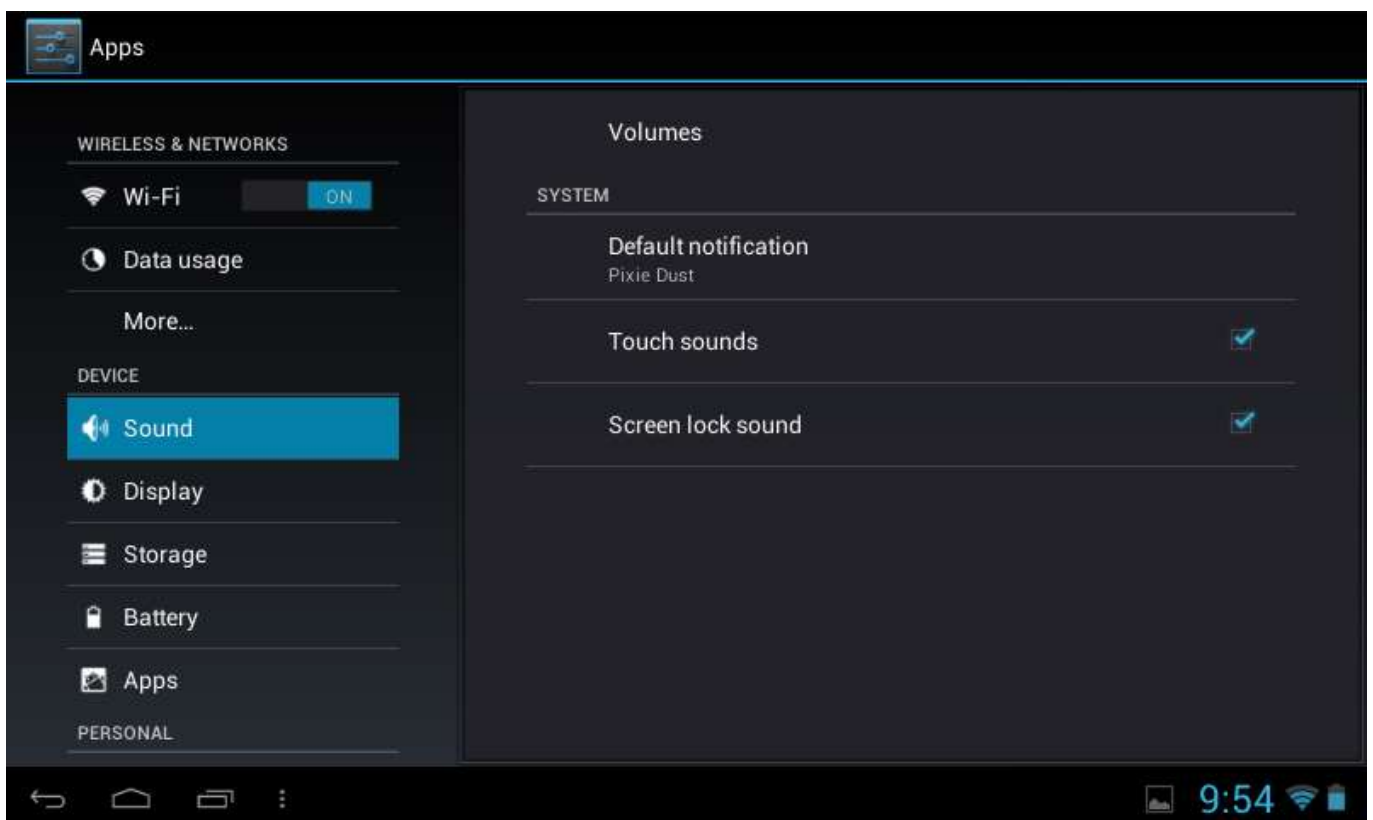 Apps
WIRELESS & NETWORKS
Wi-Fi ON
Data usage
More...
DEVICE
Sound
Display
Storage
Battery
Apps
PERSONAL
Volumes
SYSTEM
Default notification
Pixie Dust
Touch sounds
Screen lock sound
9:54